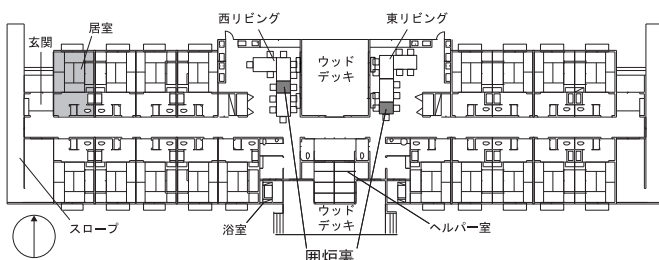 西リビング
東リビング
居室
玄関
ウッド
デッキ
スロープ
浴室
ウッド
デッキ
ヘルパー室
囲炉裏